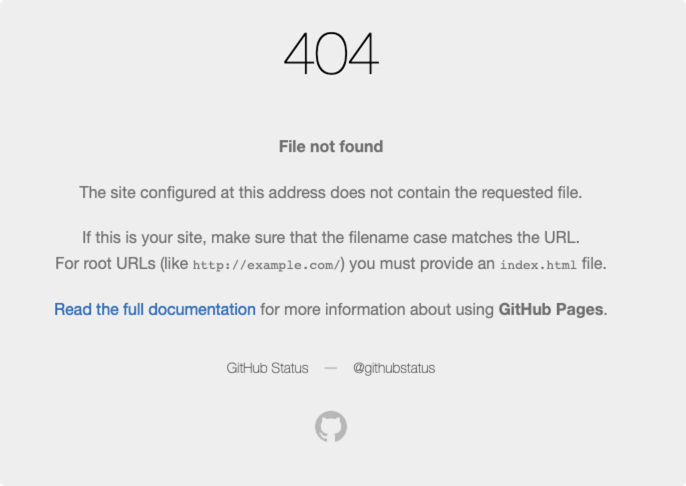 404
File not found
The site configured at this address does not contain the requested file.
If this is your site, make sure that the filename case matches the URL.
For root URLs (like http://example.com/) you must provide an index.html file.
Read the full documentation for more information about using GitHub Pages.
GitHub Status — @githubstatus